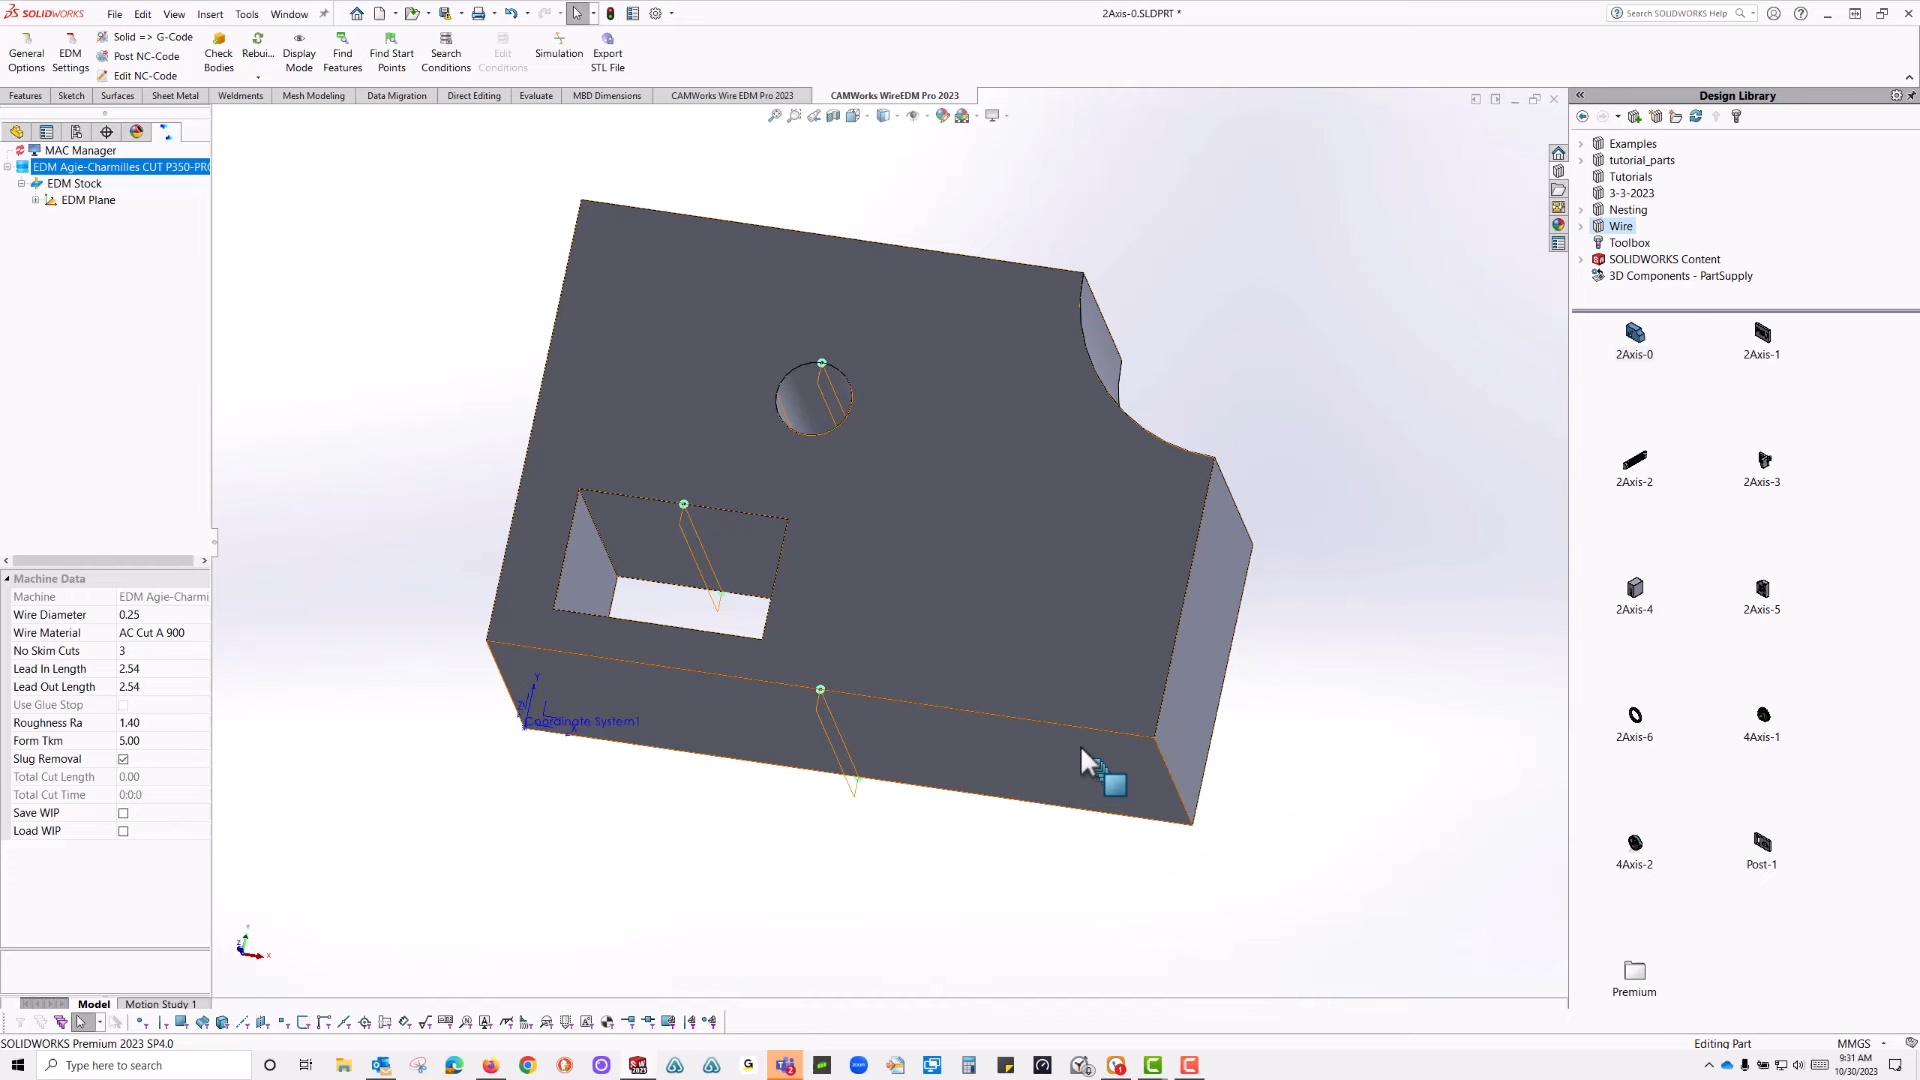 SOLIDWORKS File Edit View Insert Tools Window 2Axis-0.SLDPRT * Search SOLIDWORKS Help
General Options
EDM Settings
Solid => G-Code
Post NC-Code
Edit NC-Code
Check Bodies
Rebui...
Display Mode
Find Features
Find Start Points
Search Conditions
Edit Conditions
Simulation
Export STL File
Features Sketch Surfaces Sheet Metal Weldments Mesh Modeling Data Migration Direct Editing Evaluate MBD Dimensions CAMWorks Wire EDM Pro 2023 CAMWorks WireEDM Pro 2023
MAC Manager
EDM Agie-Charmilles CUT P350-PRO
EDM Stock
EDM Plane
Machine Data
Machine EDM Agie-Charmi
Wire Diameter 0.25
Wire Material AC Cut A 900
No Skim Cuts 3
Lead In Length 2.54
Lead Out Length 2.54
Use Glue Stop
Roughness Ra 1.40
Form Tkm 5.00
Slug Removal
Total Cut Length 0.00
Total Cut Time 0:0:0
Save WIP
Load WIP
Y
Z
Coordinate System1
X
Y
Z
X
Design Library
Examples
tutorial_parts
Tutorials
3-3-2023
Nesting
Wire
Toolbox
SOLIDWORKS Content
3D Components - PartSupply
2Axis-0 2Axis-1
2Axis-2 2Axis-3
2Axis-4 2Axis-5
2Axis-6 4Axis-1
4Axis-2 Post-1
Premium
Model Motion Study 1
SOLIDWORKS Premium 2023 SP4.0 Editing Part MMGS
Type here to search
9:31 AM
10/30/2023